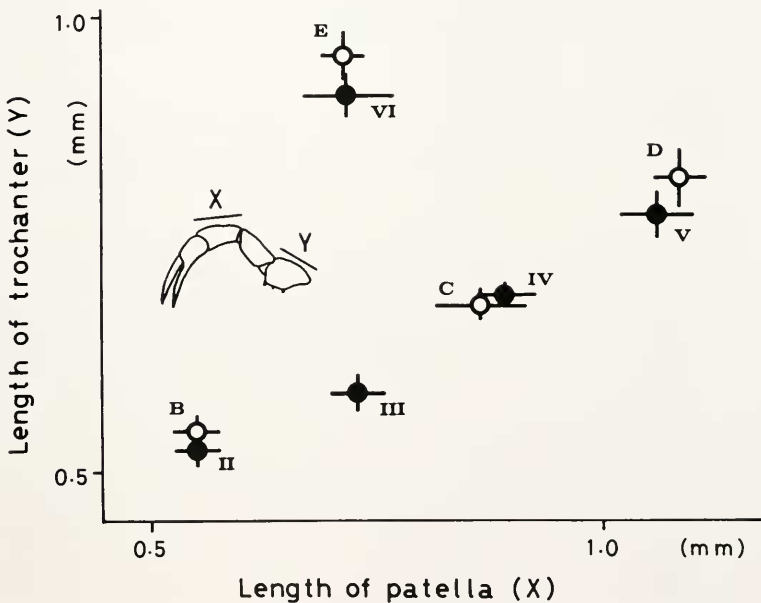 1.0
E
VI
D
V
X
Y
C
IV
B
III
II
0.5
0.5
1.0
(mm)
Length of trochanter (Y)
(mm)
Length of patella (X)